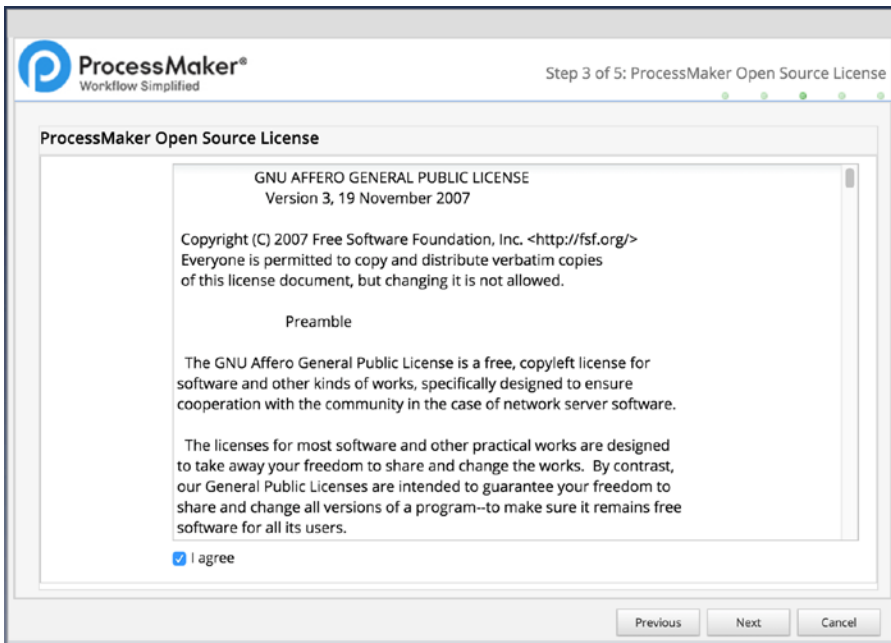 ProcessMaker®
Workflow Simplified
Step 3 of 5: ProcessMaker Open Source License
ProcessMaker Open Source License
GNU AFFERO GENERAL PUBLIC LICENSE
Version 3, 19 November 2007
Copyright (C) 2007 Free Software Foundation, Inc. <http://fsf.org/>
Everyone is permitted to copy and distribute verbatim copies
of this license document, but changing it is not allowed.
Preamble
The GNU Affero General Public License is a free, copyleft license for
software and other kinds of works, specifically designed to ensure
cooperation with the community in the case of network server software.
The licenses for most software and other practical works are designed
to take away your freedom to share and change the works.  By contrast,
our General Public Licenses are intended to guarantee your freedom to
share and change all versions of a program--to make sure it remains free
software for all its users.
I agree
Previous
Next
Cancel